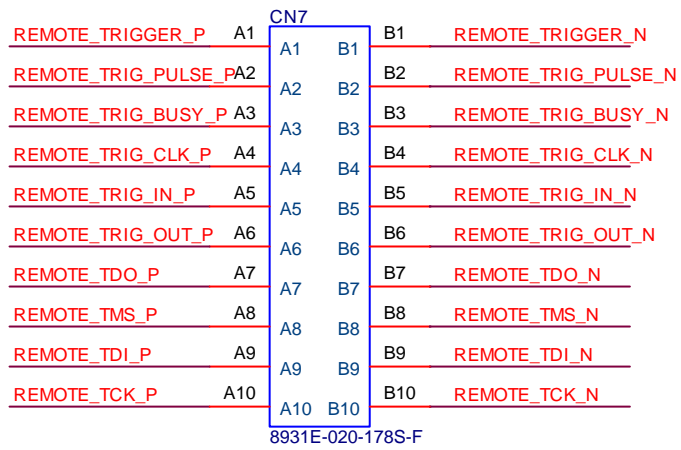 CN7
REMOTE_TRIGGER_P A1 A1 B1 B1 REMOTE_TRIGGER_N
REMOTE_TRIG_PULSE_P A2 A2 B2 B2 REMOTE_TRIG_PULSE_N
REMOTE_TRIG_BUSY_P A3 A3 B3 B3 REMOTE_TRIG_BUSY_N
REMOTE_TRIG_CLK_P A4 A4 B4 B4 REMOTE_TRIG_CLK_N
REMOTE_TRIG_IN_P A5 A5 B5 B5 REMOTE_TRIG_IN_N
REMOTE_TRIG_OUT_P A6 A6 B6 B6 REMOTE_TRIG_OUT_N
REMOTE_TDO_P A7 A7 B7 B7 REMOTE_TDO_N
REMOTE_TMS_P A8 A8 B8 B8 REMOTE_TMS_N
REMOTE_TDI_P A9 A9 B9 B9 REMOTE_TDI_N
REMOTE_TCK_P A10 A10 B10 B10 REMOTE_TCK_N
8931E-020-178S-F